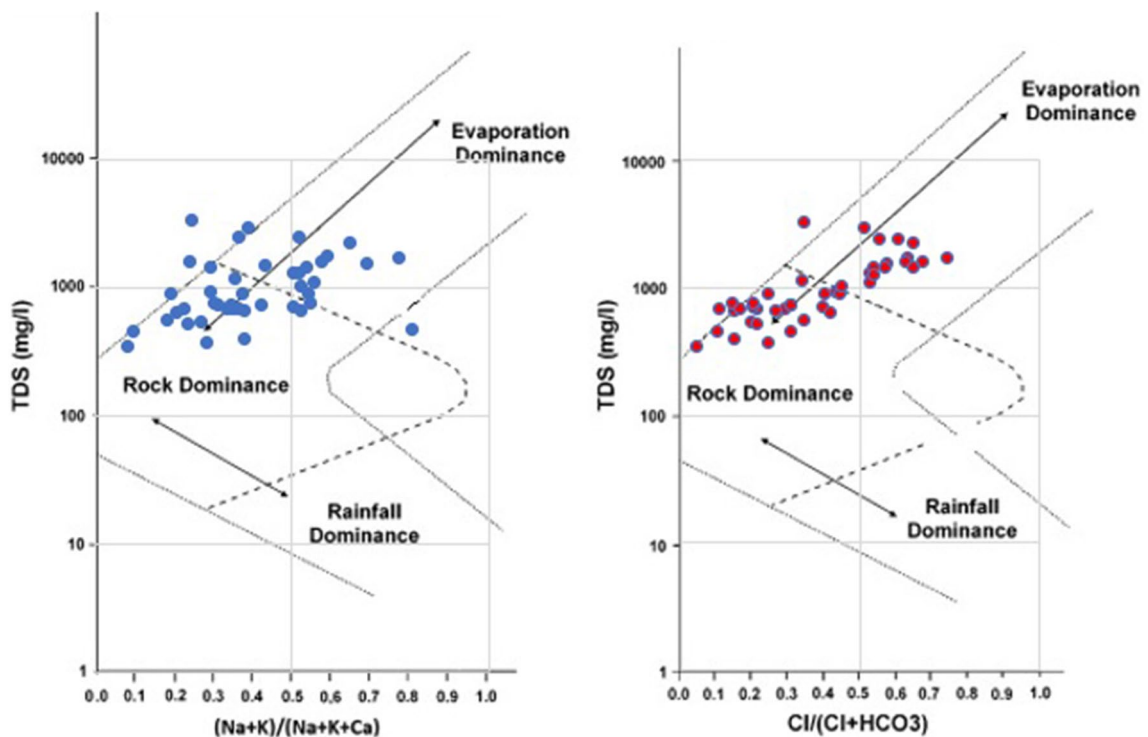 Evaporation
Dominance
10000
1000
100
10
1
TDS (mg/l)
Rock Dominance
Rainfall
Dominance
0.0 0.1 0.2 0.3 0.4 0.5 0.6 0.7 0.8 0.9 1.0
(Na+K)/(Na+K+Ca)
Evaporation
Dominance
10000
1000
100
10
1
TDS (mg/l)
Rock Dominance
Rainfall
Dominance
0.0 0.1 0.2 0.3 0.4 0.5 0.6 0.7 0.8 0.9 1.0
Cl/(Cl+HCO3)